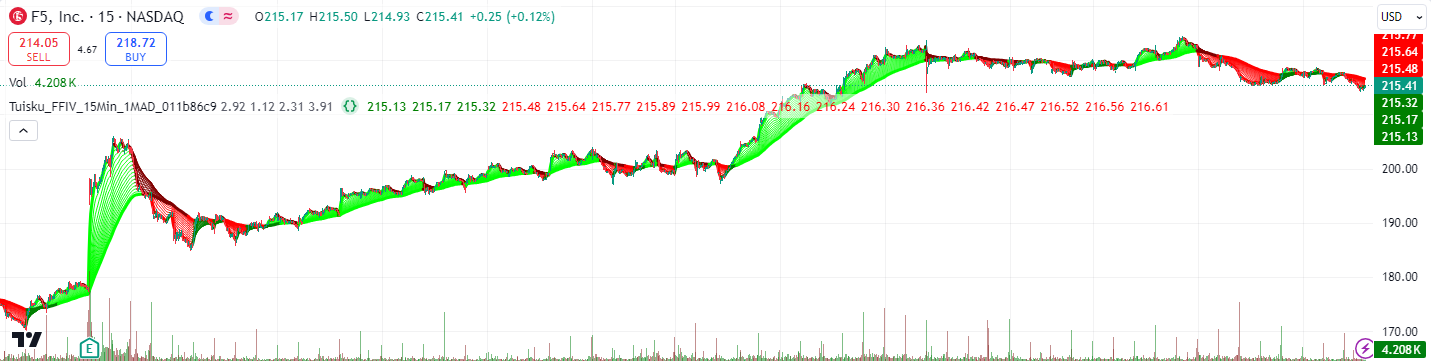 F5, Inc. · 15 · NASDAQ O215.17 H215.50 L214.93 C215.41 +0.25 (+0.12%)
USD
214.05 SELL 4.67 218.72 BUY
Vol 4.208 K
Tuisku_FFIV_15Min_1MAD_011b86c9 2.92 1.12 2.31 3.91 215.13 215.17 215.32 215.48 215.64 215.77 215.89 215.99 216.08 216.16 216.24 216.30 216.36 216.42 216.47 216.52 216.56 216.61
215.77
215.64
215.48
215.41
215.32
215.17
215.13
200.00
190.00
180.00
170.00
4.208 K
E